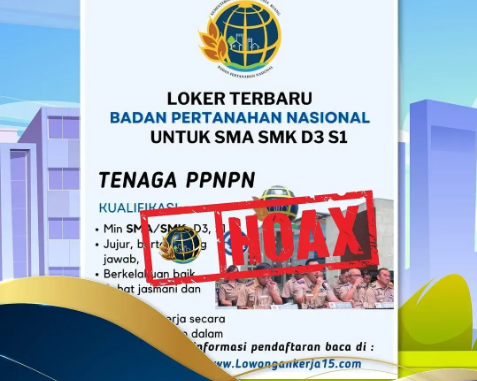 BADAN PERTANAHAN NASIONAL
LOKER TERBARU
BADAN PERTANAHAN NASIONAL
UNTUK SMA SMK D3 S1
TENAGA PPNPN
KUALIFIKASI
• Min SMA/SMK, D3,
• Jujur,
jawab,
• Berkelakuan baik
jasmani dan
HOAX
secara
dalam
informasi pendaftaran baca di :
www.Lowongankerja15.com